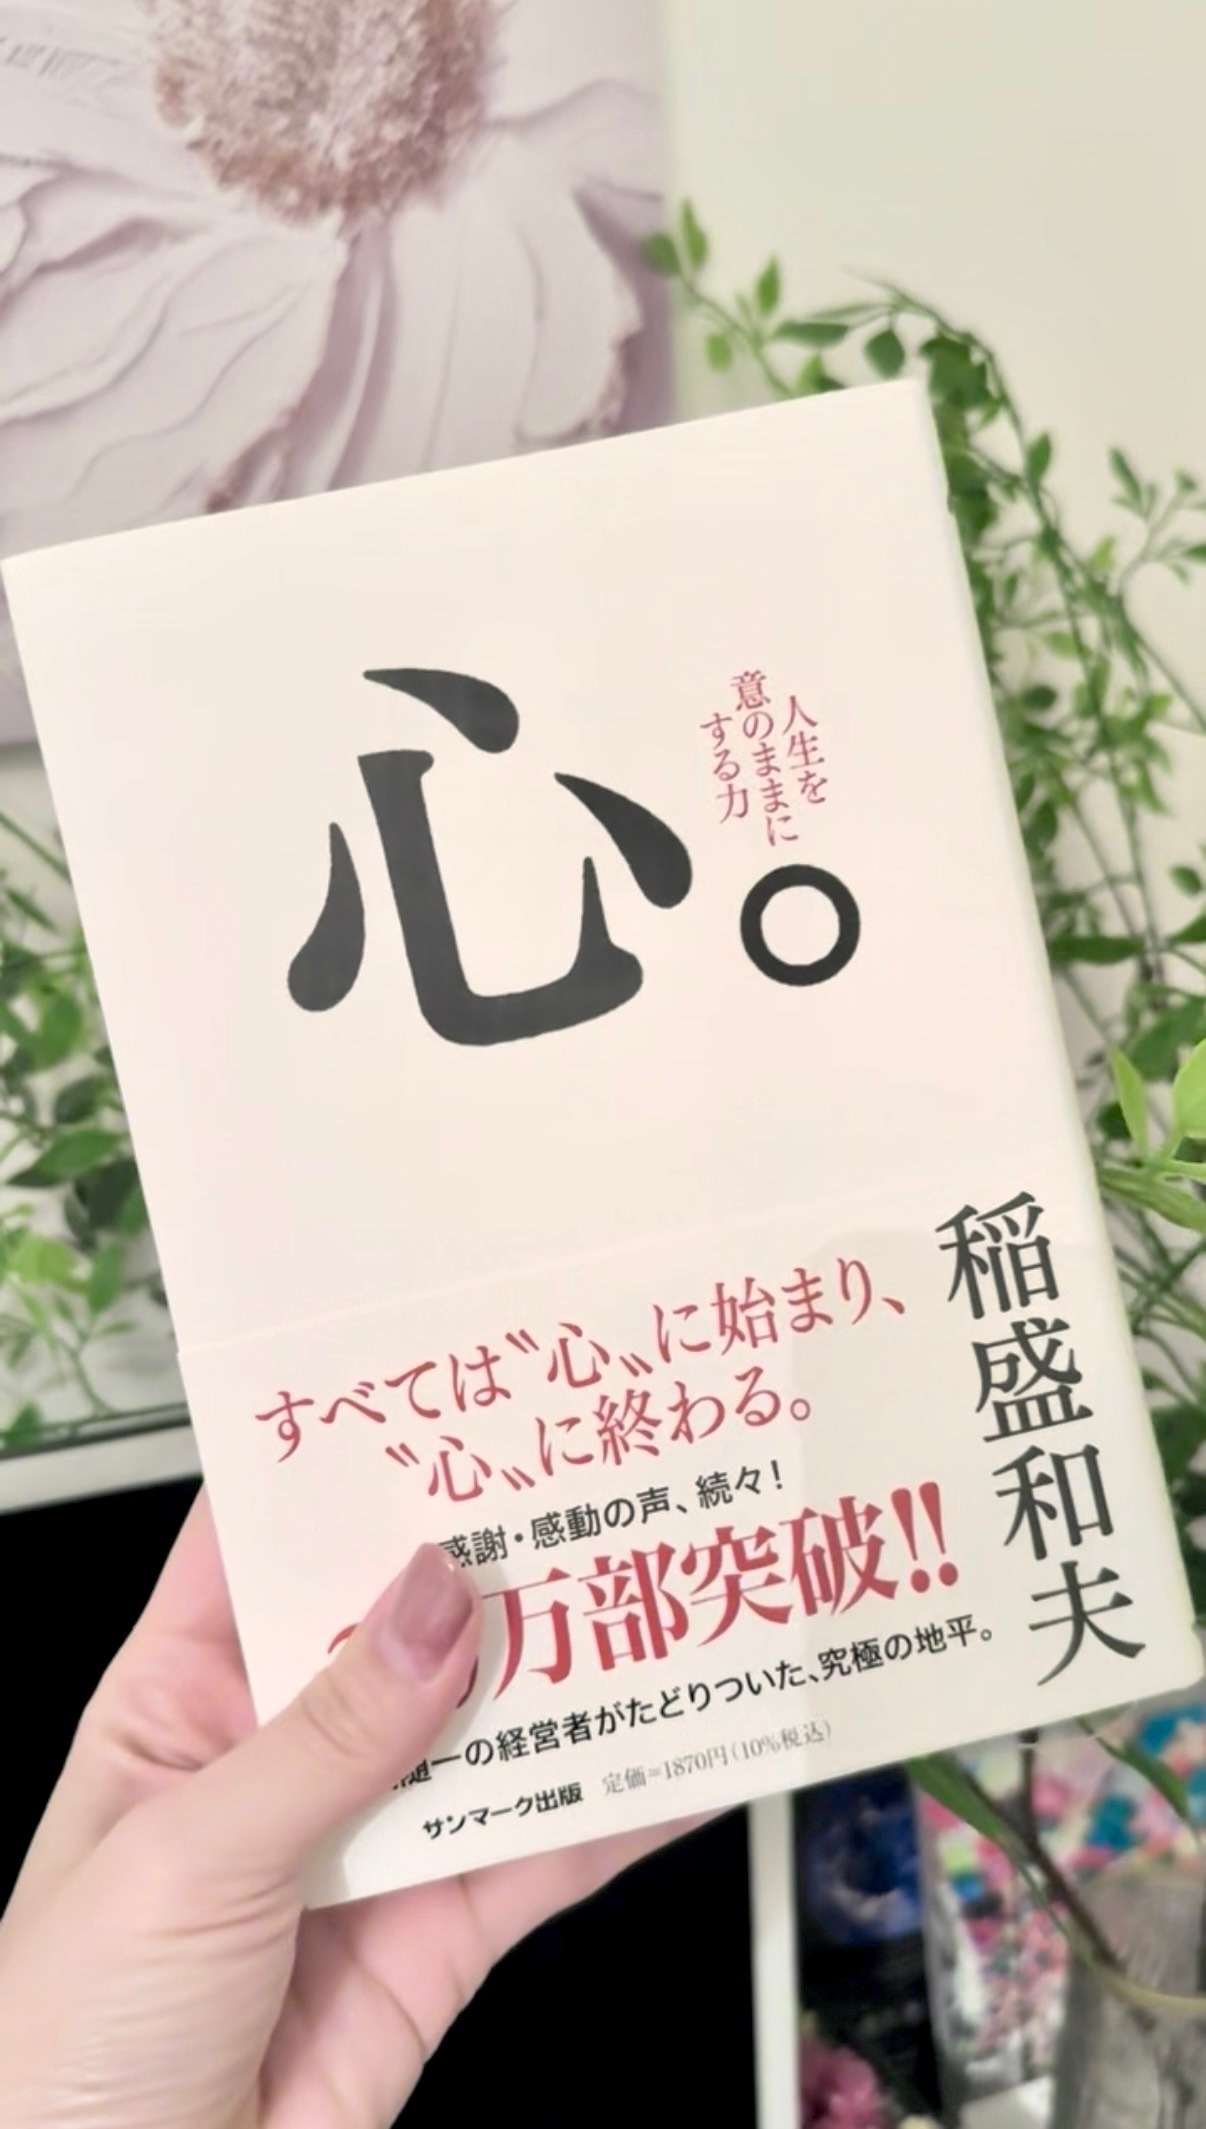 心。
人生を
意のままに
する力
稲盛和夫
すべては〝心〟に始まり、
〝心〟に終わる。
感謝・感動の声、続々!
万部突破!!
一の経営者がたどりついた、究極の地平。
サンマーク出版 定価=1870円(10%税込)